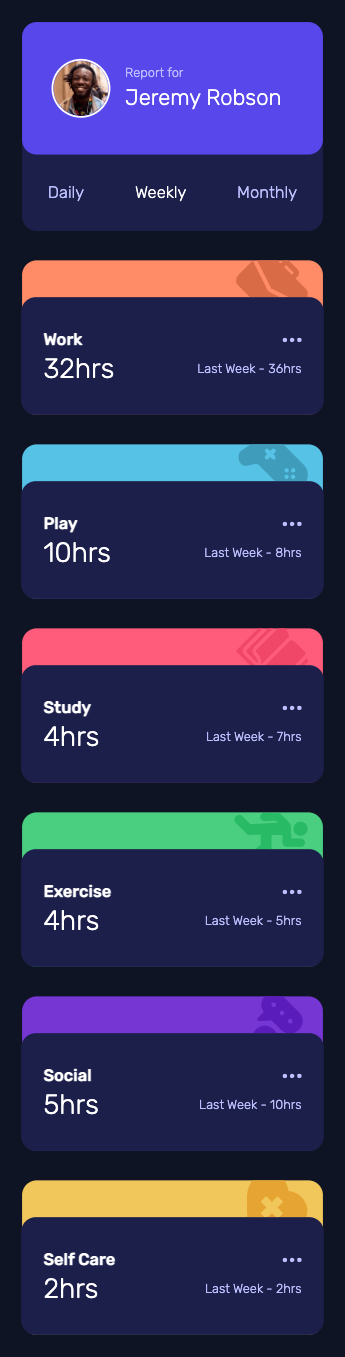 Report for
Jeremy Robson
Daily Weekly Monthly
Work
32hrs Last Week - 36hrs
Play
10hrs Last Week - 8hrs
Study
4hrs Last Week - 7hrs
Exercise
4hrs Last Week - 5hrs
Social
5hrs Last Week - 10hrs
Self Care
2hrs Last Week - 2hrs